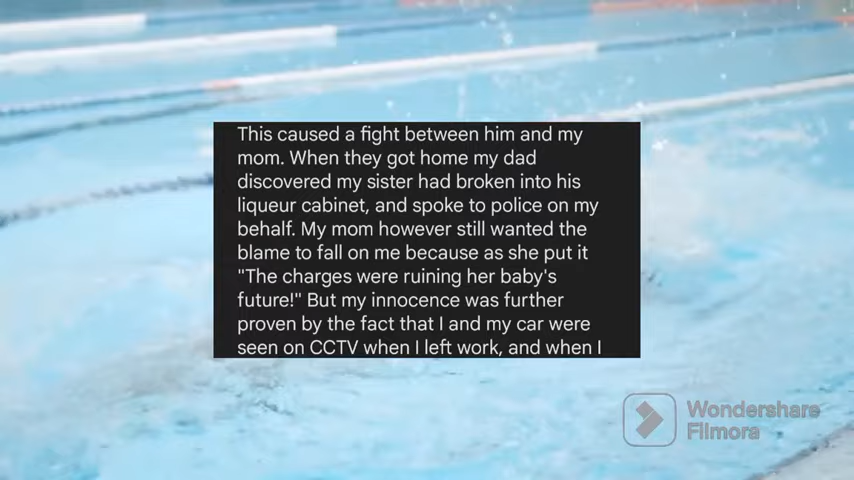 This caused a fight between him and my
mom. When they got home my dad
discovered my sister had broken into his
liqueur cabinet, and spoke to police on my
behalf. My mom however still wanted the
blame to fall on me because as she put it
"The charges were ruining her baby's
future!" But my innocence was further
proven by the fact that I and my car were
seen on CCTV when I left work, and when I
Wondershare
Filmora